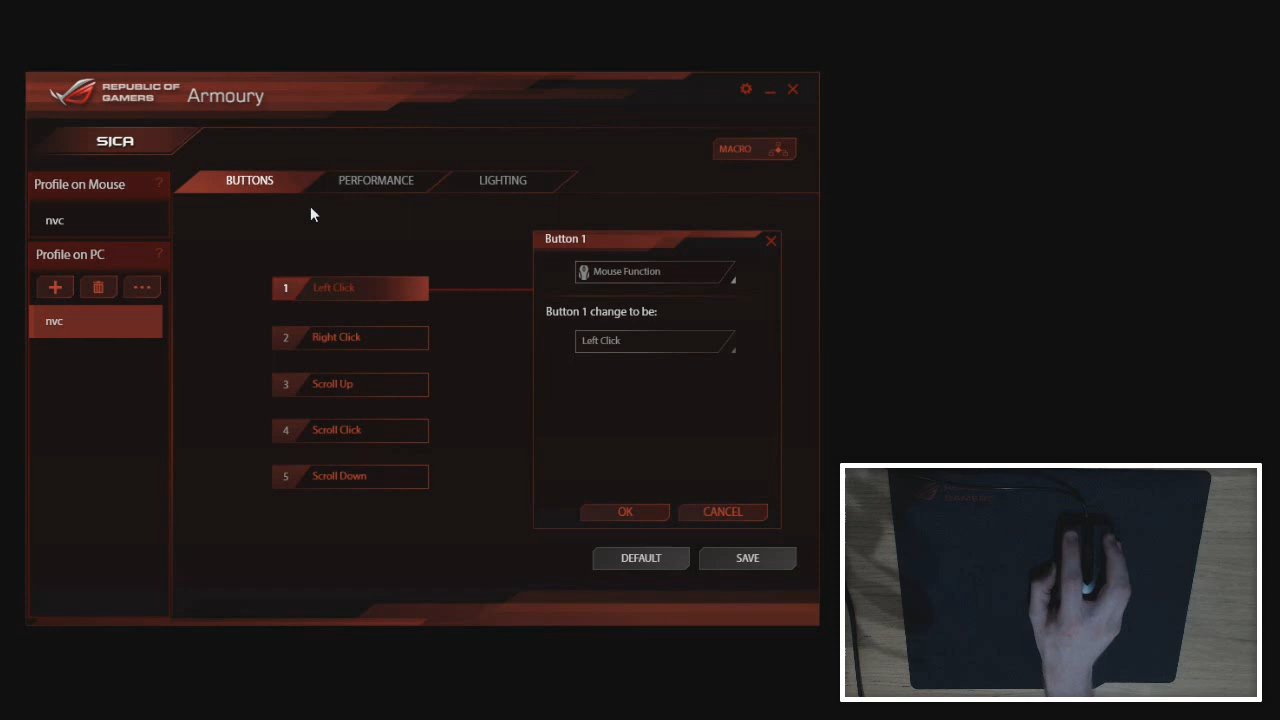 REPUBLIC OF
GAMERS
Armoury
SICA
MACRO
Profile on Mouse ?
BUTTONS
PERFORMANCE
LIGHTING
nvc
Profile on PC ?
nvc
1 Left Click
2 Right Click
3 Scroll Up
4 Scroll Click
5 Scroll Down
Button 1
Mouse Function
Button 1 change to be:
Left Click
OK
CANCEL
DEFAULT
SAVE